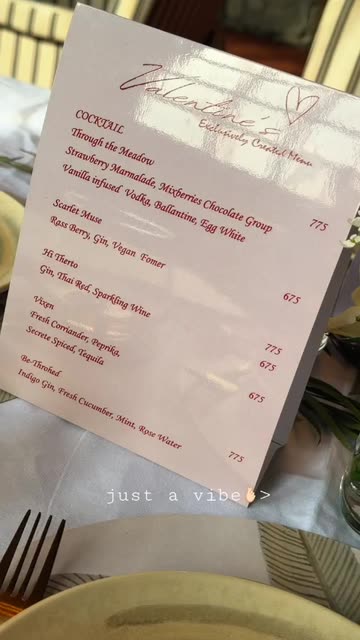 Valentine's
Exclusively Created Menu
COCKTAIL
Through the Meadow
Strawberry Marmalade, Mixberries Chocolate Group
Vanilla infused Vodka, Ballantine, Egg White
775
Scarlet Muse
Rass Berry, Gin, Vegan Fomer
675
Hi Therto
Gin, Thai Red, Sparkling Wine
775
675
Vixen
Fresh Corriander, Peprika,
Secrete Spiced, Tequila
675
Be-Throhed
Indigo Gin, Fresh Cucumber, Mint, Rose Water
775
just a vibe✌🏻>